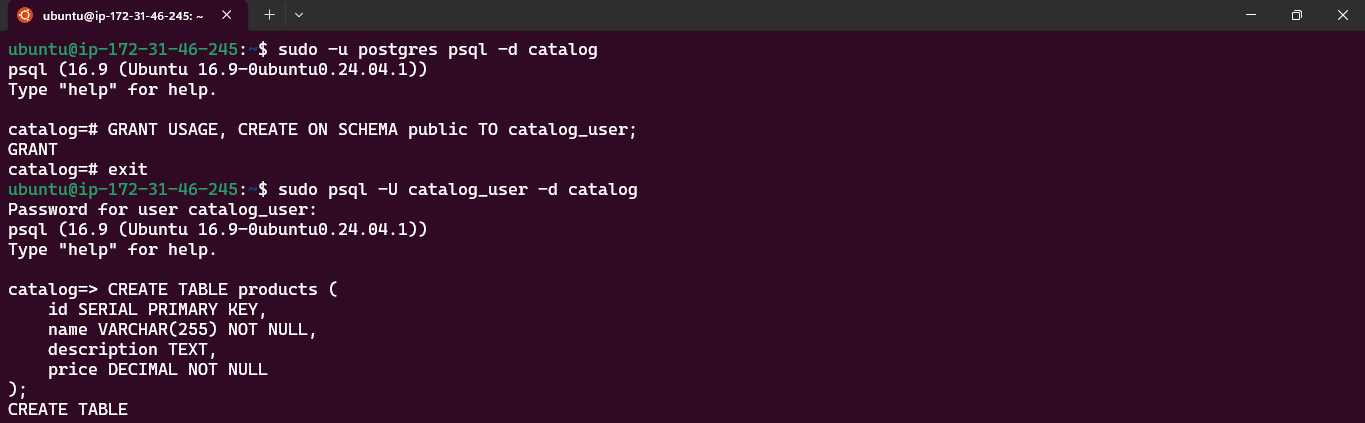 ubuntu@ip-172-31-46-245: ~
ubuntu@ip-172-31-46-245:~$ sudo -u postgres psql -d catalog
psql (16.9 (Ubuntu 16.9-0ubuntu0.24.04.1))
Type "help" for help.

catalog=# GRANT USAGE, CREATE ON SCHEMA public TO catalog_user;
GRANT
catalog=# exit
ubuntu@ip-172-31-46-245:~$ sudo psql -U catalog_user -d catalog
Password for user catalog_user:
psql (16.9 (Ubuntu 16.9-0ubuntu0.24.04.1))
Type "help" for help.

catalog=> CREATE TABLE products (
    id SERIAL PRIMARY KEY,
    name VARCHAR(255) NOT NULL,
    description TEXT,
    price DECIMAL NOT NULL
);
CREATE TABLE